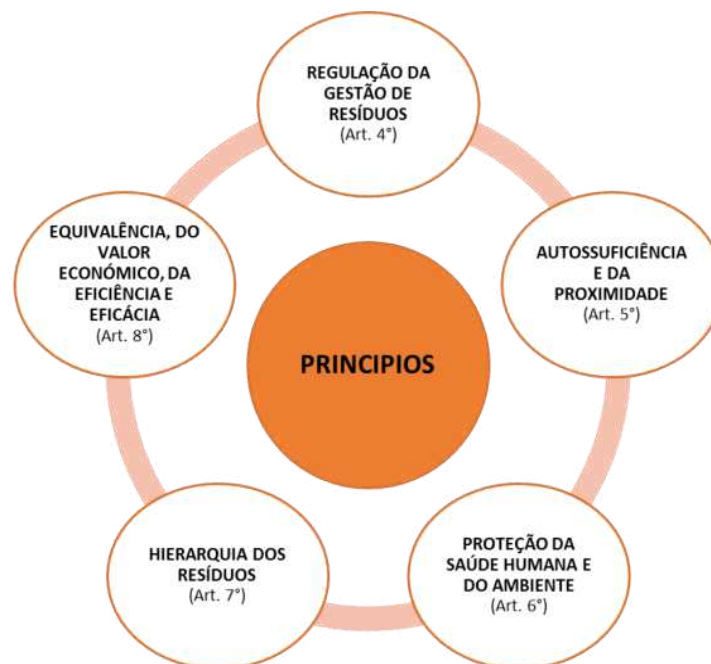 REGULAÇÃO DA
GESTÃO DE
RESÍDUOS
(Art. 4°)
AUTOSSUFICIÊNCIA
E DA
PROXIMIDADE
(Art. 5°)
PROTEÇÃO DA
SAÚDE HUMANA E
DO AMBIENTE
(Art. 6°)
HIERARQUIA DOS
RESÍDUOS
(Art. 7°)
EQUIVALÊNCIA, DO
VALOR
ECONÓMICO, DA
EFICIÊNCIA E
EFICÁCIA
(Art. 8°)
PRINCIPIOS